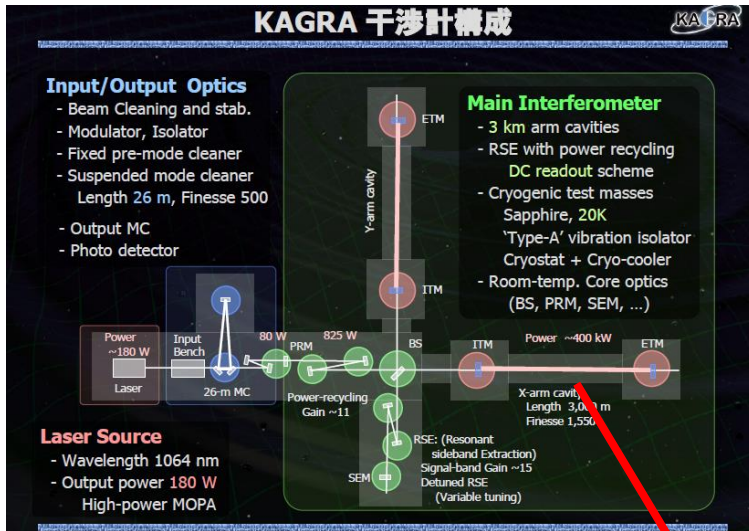 KAGRA 干渉計構成
KAGRA
Input/Output Optics
- Beam Cleaning and stab.
- Modulator, Isolator
- Fixed pre-mode cleaner
- Suspended mode cleaner
Length 26 m, Finesse 500
- Output MC
- Photo detector
Main Interferometer
- 3 km arm cavities
- RSE with power recycling
DC readout scheme
- Cryogenic test masses
Sapphire, 20K
'Type-A' vibration isolator
Cryostat + Cryo-cooler
- Room-temp. Core optics
(BS, PRM, SEM, ...)
ETM
Y-arm cavity
ITM
Power
~180 W
Laser
Input
Bench
26-m MC
80 W
PRM
825 W
Power-recycling
Gain ~11
BS
ITM
Power ~400 kW
ETM
X-arm cavity
Length 3,000 m
Finesse 1,550
RSE: (Resonant
sideband Extraction)
Signal-band Gain ~15
Detuned RSE
(Variable tuning)
SEM
Laser Source
- Wavelength 1064 nm
- Output power 180 W
High-power MOPA